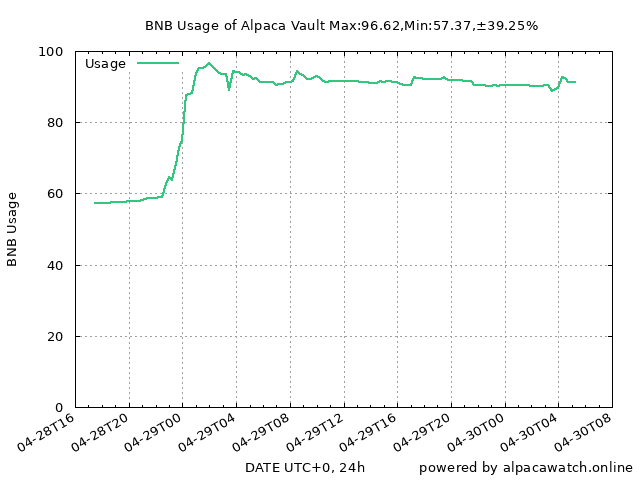 BNB Usage of Alpaca Vault Max:96.62,Min:57.37,±39.25%
Usage
100
80
60
40
20
0
BNB Usage
04-28T16
04-28T20
04-29T00
04-29T04
04-29T08
04-29T12
04-29T16
04-29T20
04-30T00
04-30T04
04-30T08
DATE UTC+0, 24h
powered by alpacawatch.online